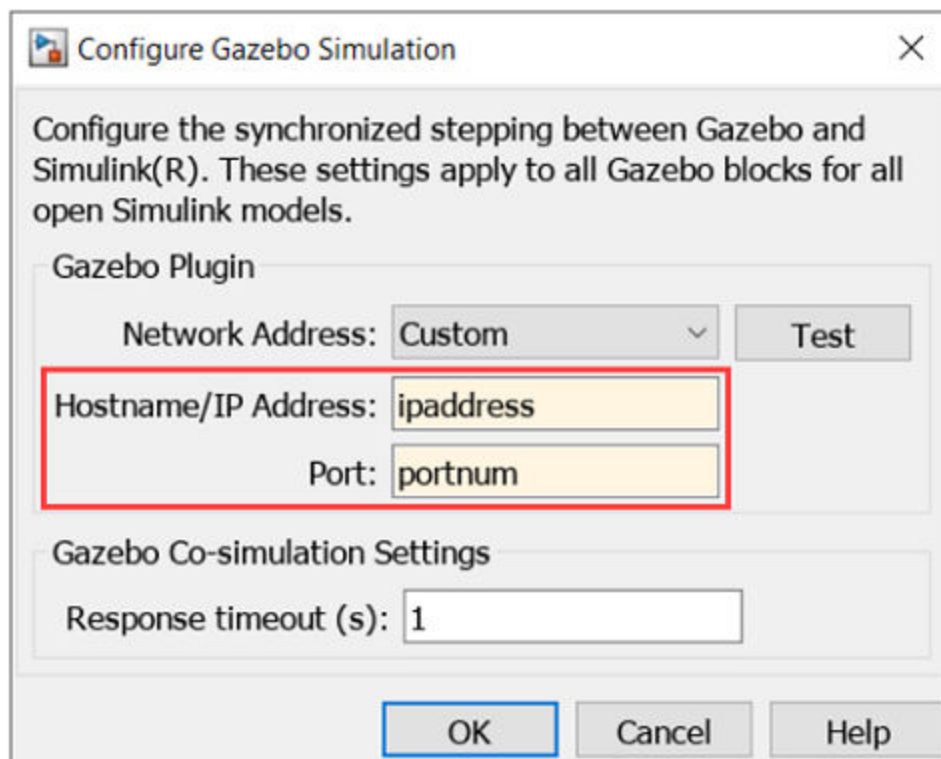 Configure Gazebo Simulation
Configure the synchronized stepping between Gazebo and
Simulink(R). These settings apply to all Gazebo blocks for all
open Simulink models.
Gazebo Plugin
Network Address: Custom Test
Hostname/IP Address: ipaddress
Port: portnum
Gazebo Co-simulation Settings
Response timeout (s): 1
OK Cancel Help